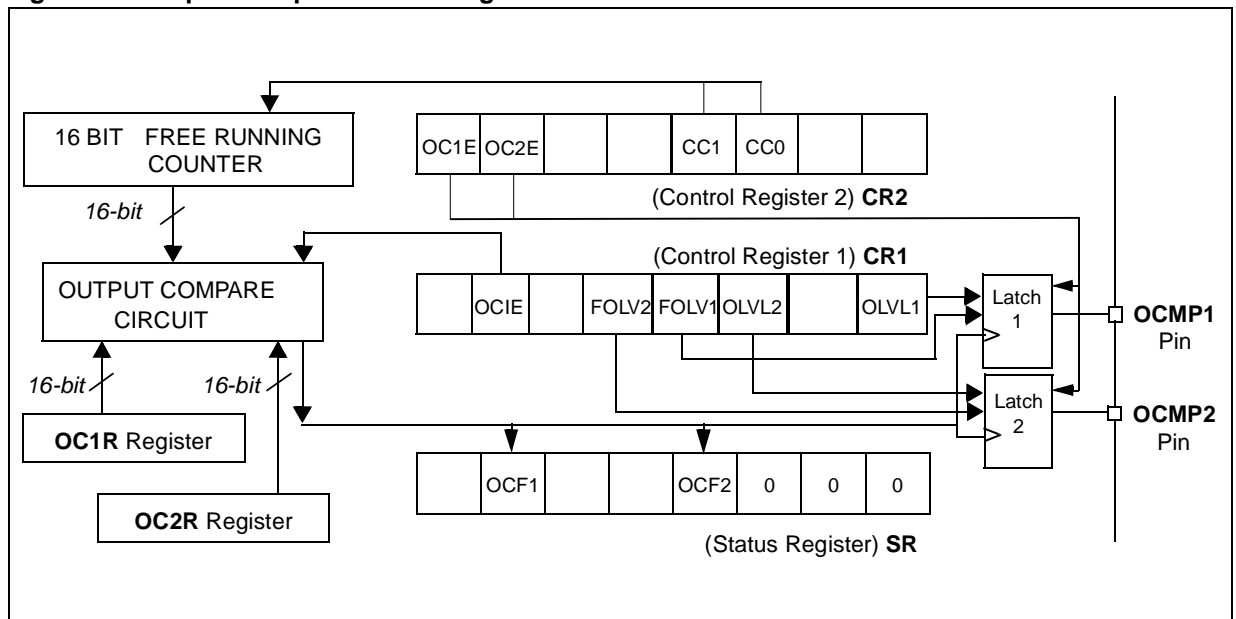 16 BIT FREE RUNNING
COUNTER
16-bit
OUTPUT COMPARE
CIRCUIT
16-bit
16-bit
OC1R Register
OC2R Register
OC1E OC2E CC1 CC0
(Control Register 2) CR2
(Control Register 1) CR1
OCIE FOLV2 FOLV1 OLVL2 OLVL1
Latch
1
OCMP1
Pin
Latch
2
OCMP2
Pin
OCF1 OCF2 0 0 0
(Status Register) SR